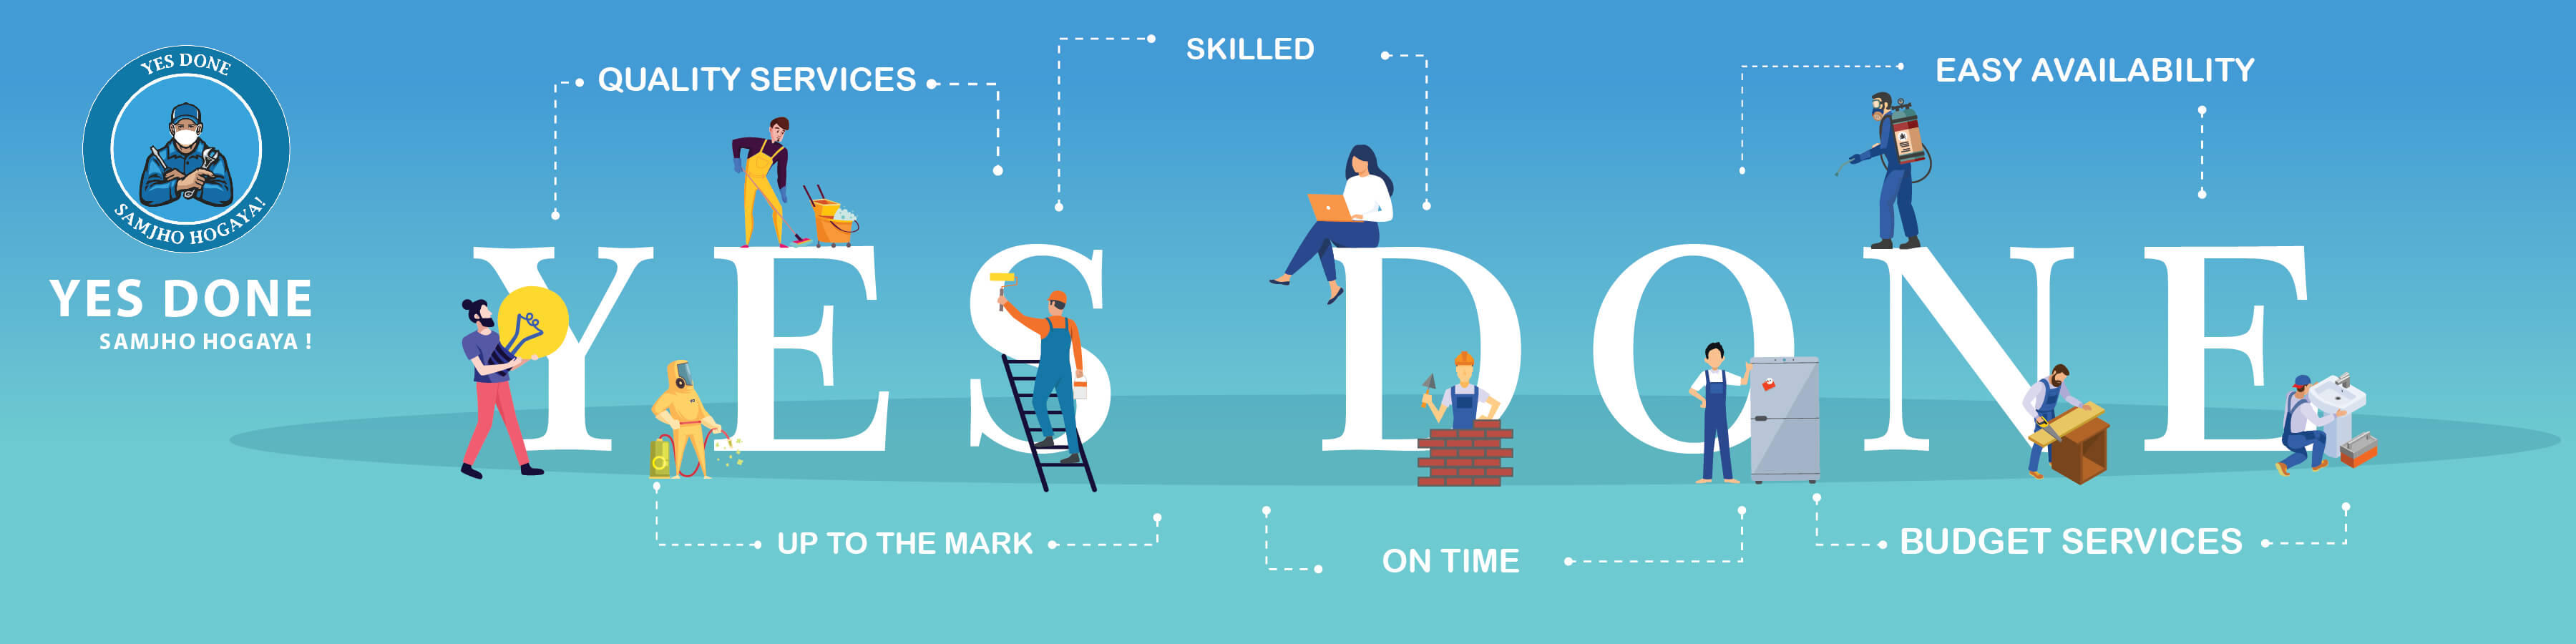 YES DONE
SAMJHO HOGAYA!
YES DONE
SAMJHO HOGAYA !
QUALITY SERVICES
SKILLED
EASY AVAILABILITY
YES DONE
UP TO THE MARK
ON TIME
BUDGET SERVICES